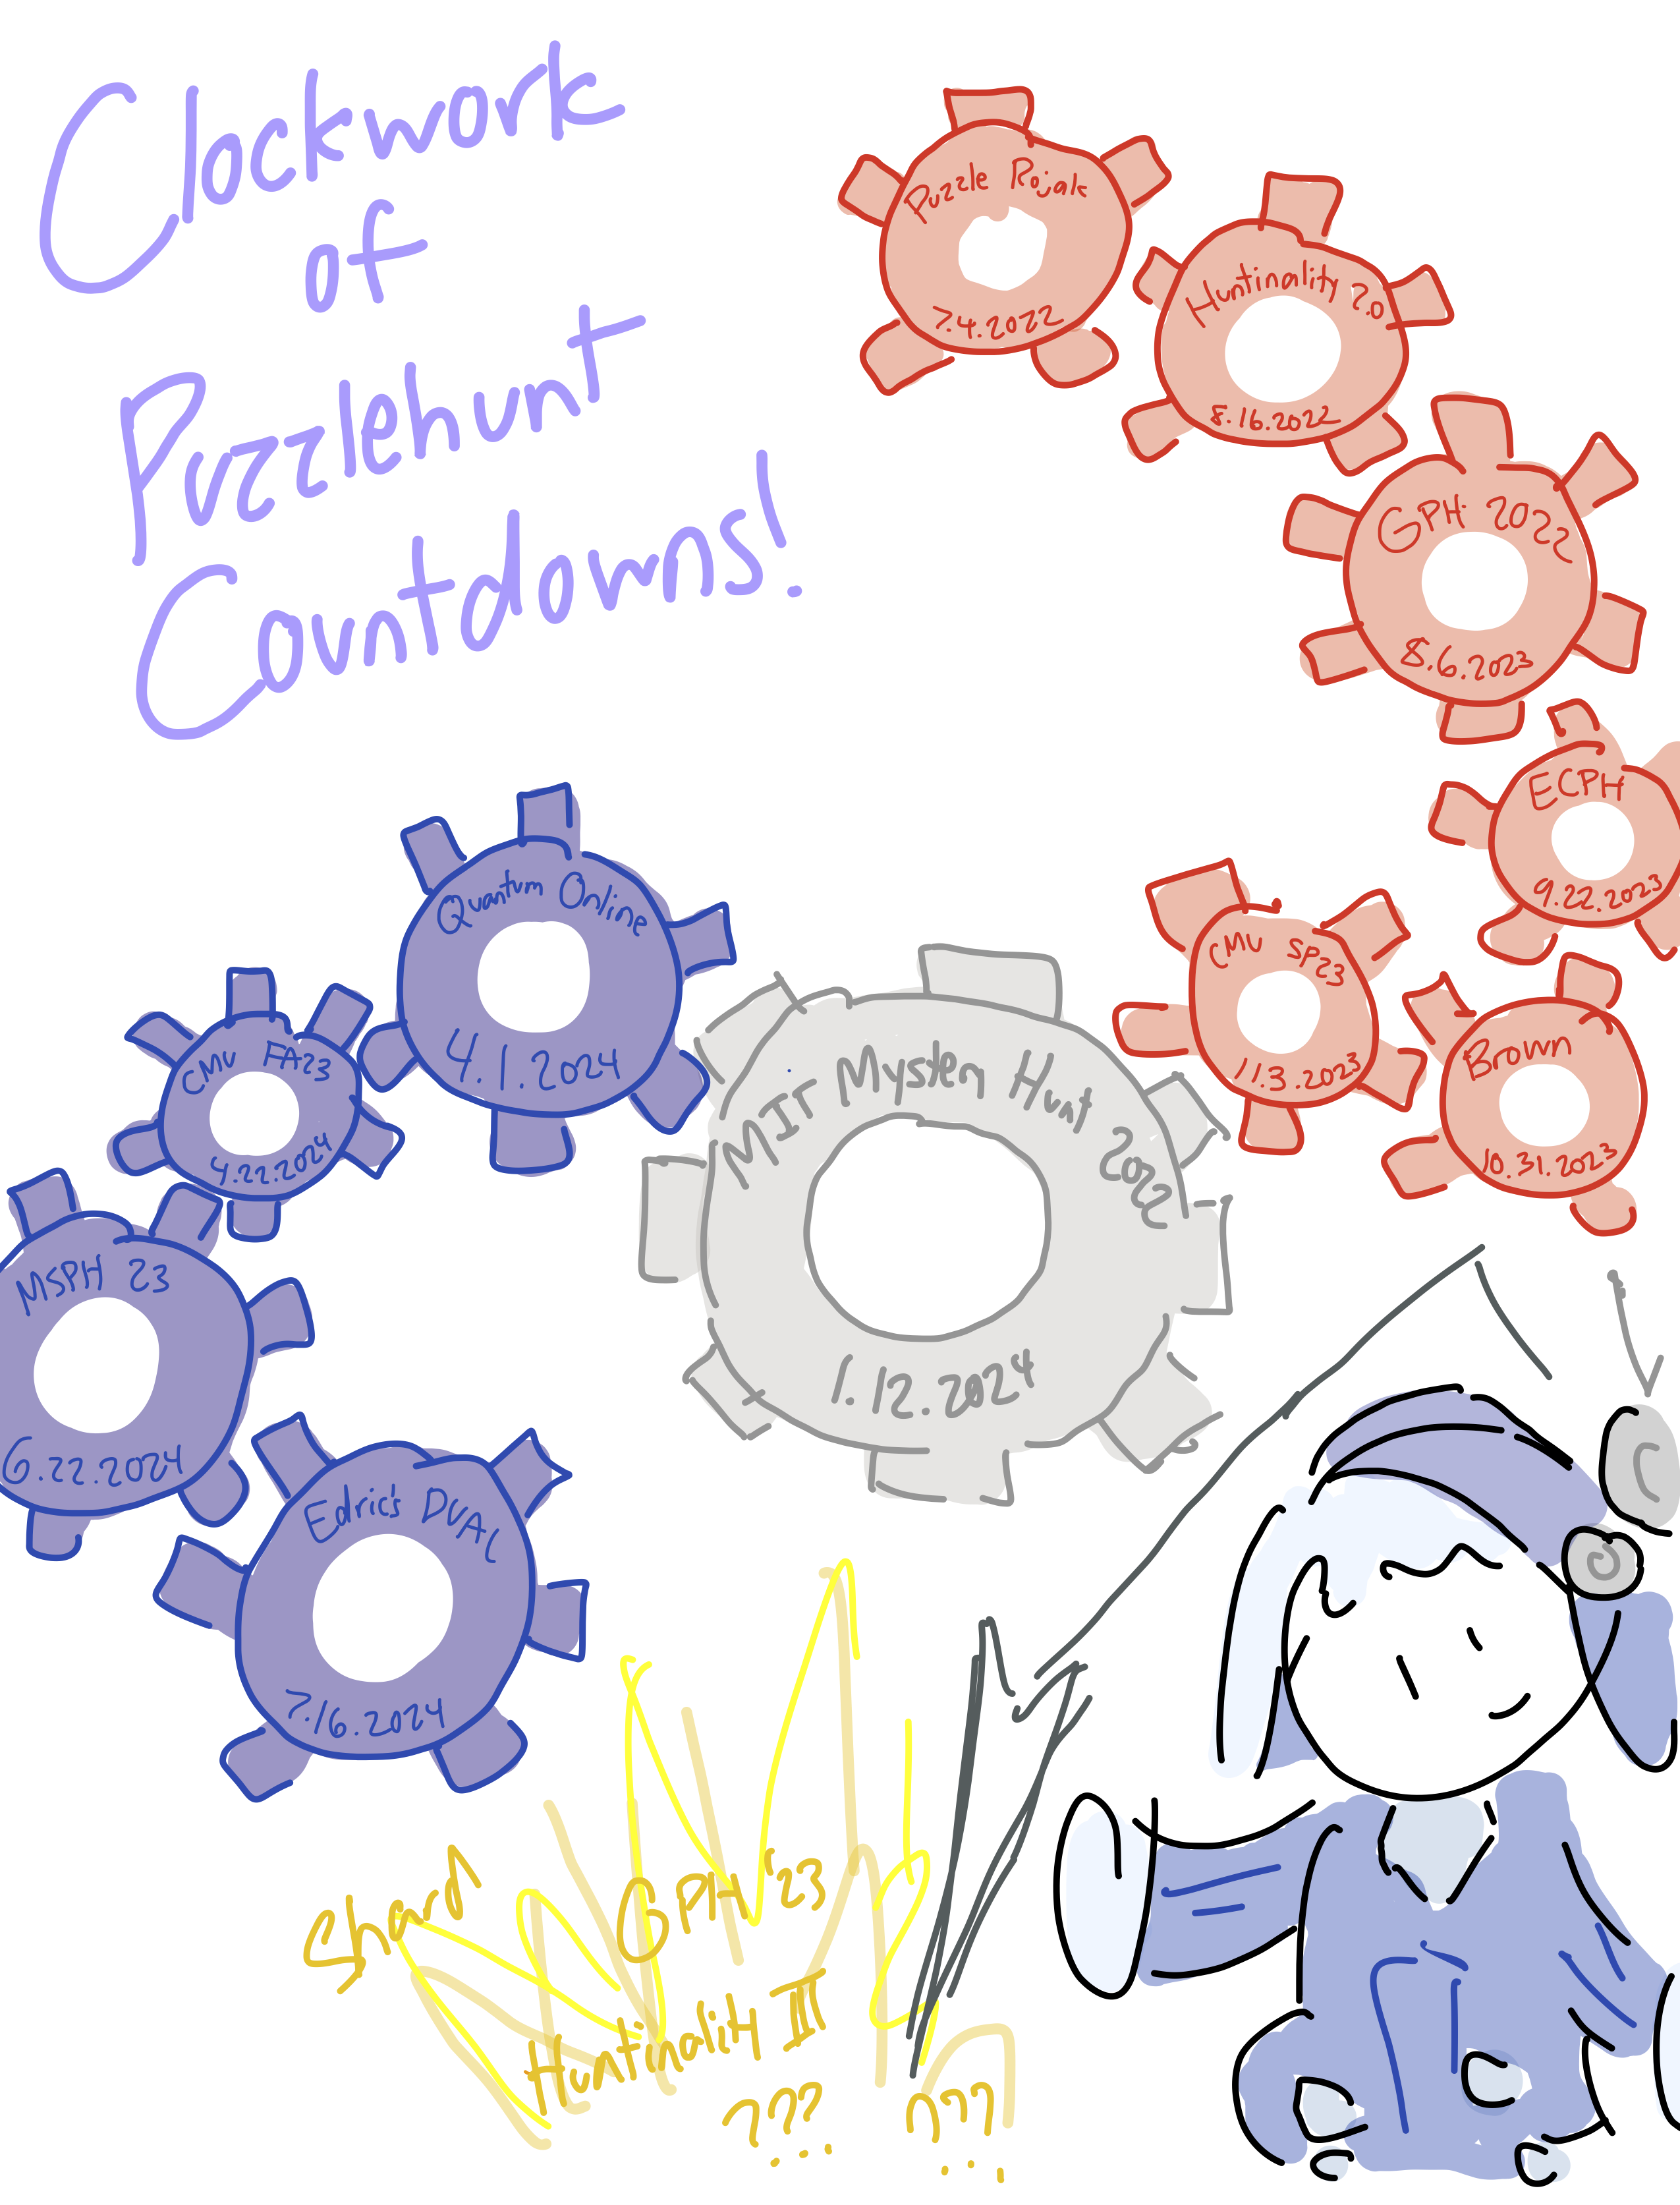 Clockwork
of
Puzzlehunt
Countdowns!
Puzzle Rojale
7.4.2022
Huntinality 2.0
8.16.2022
GPH 2022
8.6.2023
ECPH
9.22.2023
Brown
10.31.2023
CMU SP23
11.3.2023
MIT Mystery Hunt
2023
1.12.2024
Quantum Online
4.1.2024
CMU FA23
4.22.2024
MSPH 23
6.22.2024
Edric's DNAC
7.16.2024
Shard
GPH '23
Huntinality III
???
???